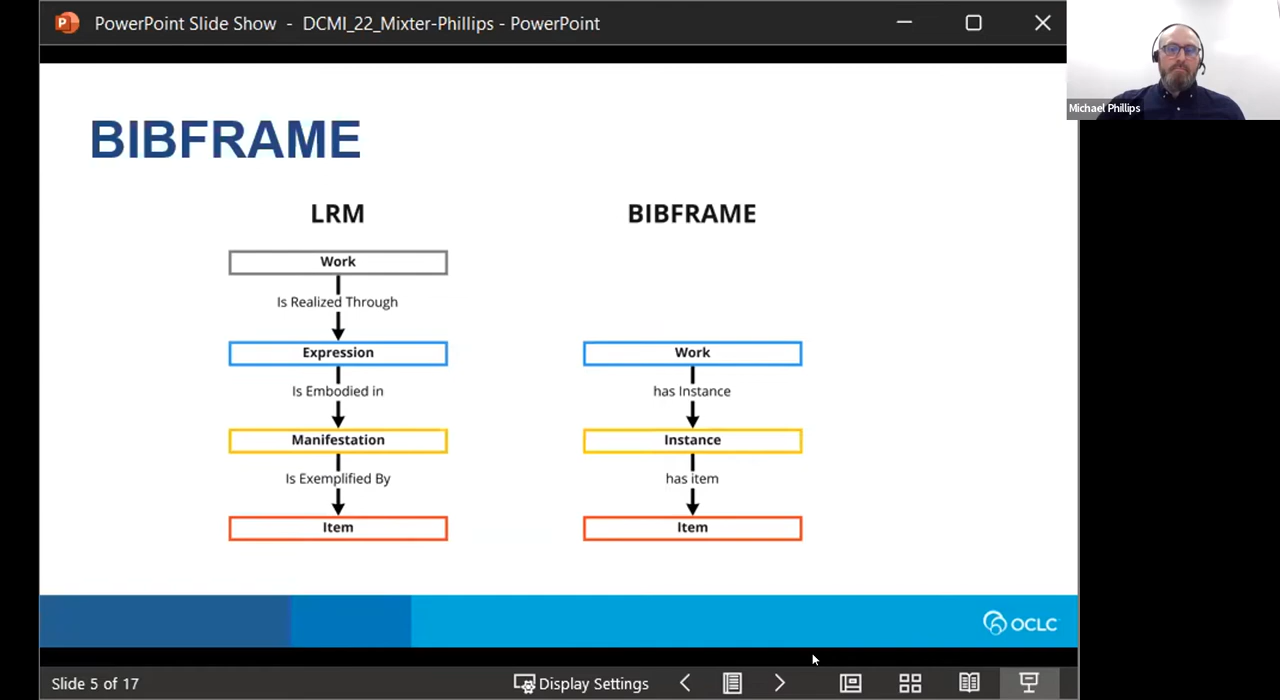 PowerPoint Slide Show - DCMI_22_Mixter-Phillips - PowerPoint
Michael Phillips
BIBFRAME
LRM
Work
Is Realized Through
Expression
Is Embodied in
Manifestation
Is Exemplified By
Item
BIBFRAME
Work
has Instance
Instance
has item
Item
OCLC
Slide 5 of 17
Display Settings